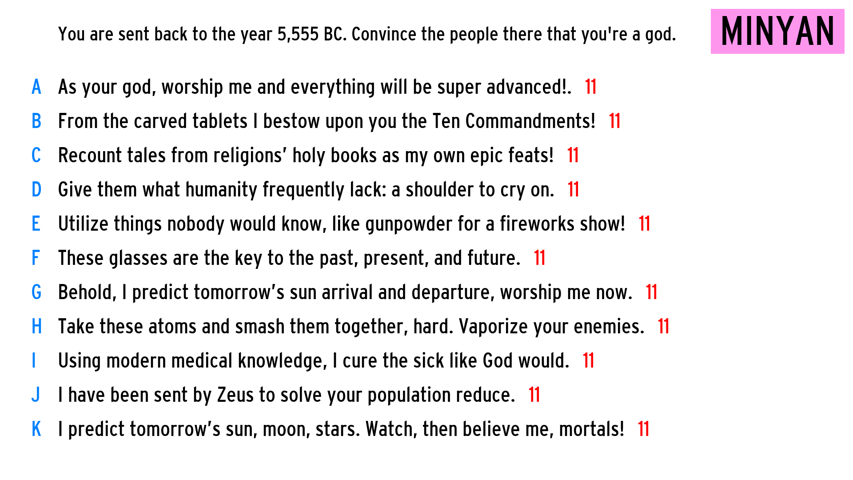 You are sent back to the year 5,555 BC. Convince the people there that you're a god.
MINYAN
A As your god, worship me and everything will be super advanced!. 11
B From the carved tablets I bestow upon you the Ten Commandments! 11
C Recount tales from religions’ holy books as my own epic feats! 11
D Give them what humanity frequently lack: a shoulder to cry on. 11
E Utilize things nobody would know, like gunpowder for a fireworks show! 11
F These glasses are the key to the past, present, and future. 11
G Behold, I predict tomorrow’s sun arrival and departure, worship me now. 11
H Take these atoms and smash them together, hard. Vaporize your enemies. 11
I Using modern medical knowledge, I cure the sick like God would. 11
J I have been sent by Zeus to solve your population reduce. 11
K I predict tomorrow’s sun, moon, stars. Watch, then believe me, mortals! 11